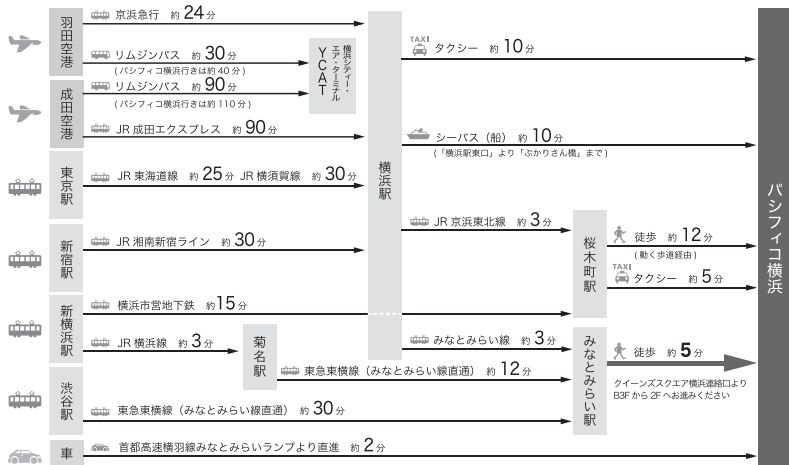 羽田空港
京浜急行 約24分
リムジンバス 約30分
(パシフィコ横浜行きは約40分)
成田空港
リムジンバス 約90分
(パシフィコ横浜行きは約110分)
JR成田エクスプレス 約90分
YCAT
横浜シティー・
エア・ターミナル
東京駅
JR東海道線 約25分 JR横須賀線 約30分
新宿駅
JR湘南新宿ライン 約30分
新横浜駅
横浜市営地下鉄 約15分
JR横浜線 約3分
菊名駅
東急東横線(みなとみらい線直通) 約12分
渋谷駅
東急東横線(みなとみらい線直通) 約30分
車
首都高速横羽線みなとみらいランプより直進 約2分
横浜駅
TAXI
タクシー 約10分
シーバス(船) 約10分
(「横浜駅東口」より「ぷかりさん橋」まで)
JR京浜東北線 約3分
みなとみらい線 約3分
桜木町駅
徒歩 約12分
(動く歩道経由)
TAXI
タクシー 約5分
みなとみらい駅
徒歩 約5分
クイーンズスクエア横浜連絡口より
B3Fから2Fへお進みください
パシフィコ横浜